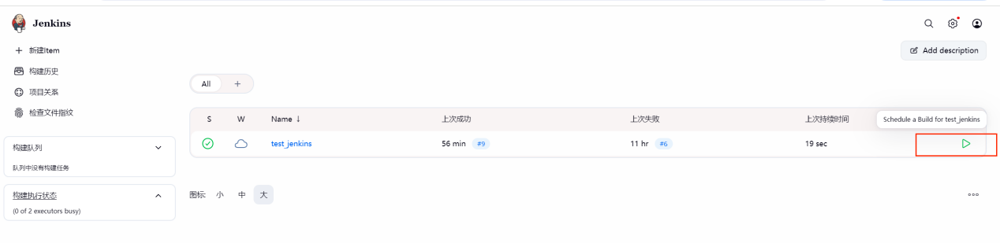 Jenkins
新建Item
Add description
构建历史
All +
项目关系
检查文件指纹
S W Name ↓ 上次成功 上次失败 上次持续时间
Schedule a Build for test_jenkins
test_jenkins 56 min #9 11 hr #6 19 sec
构建队列
队列中没有构建任务
构建执行状态
(0 of 2 executors busy)
图标: 小 中 大